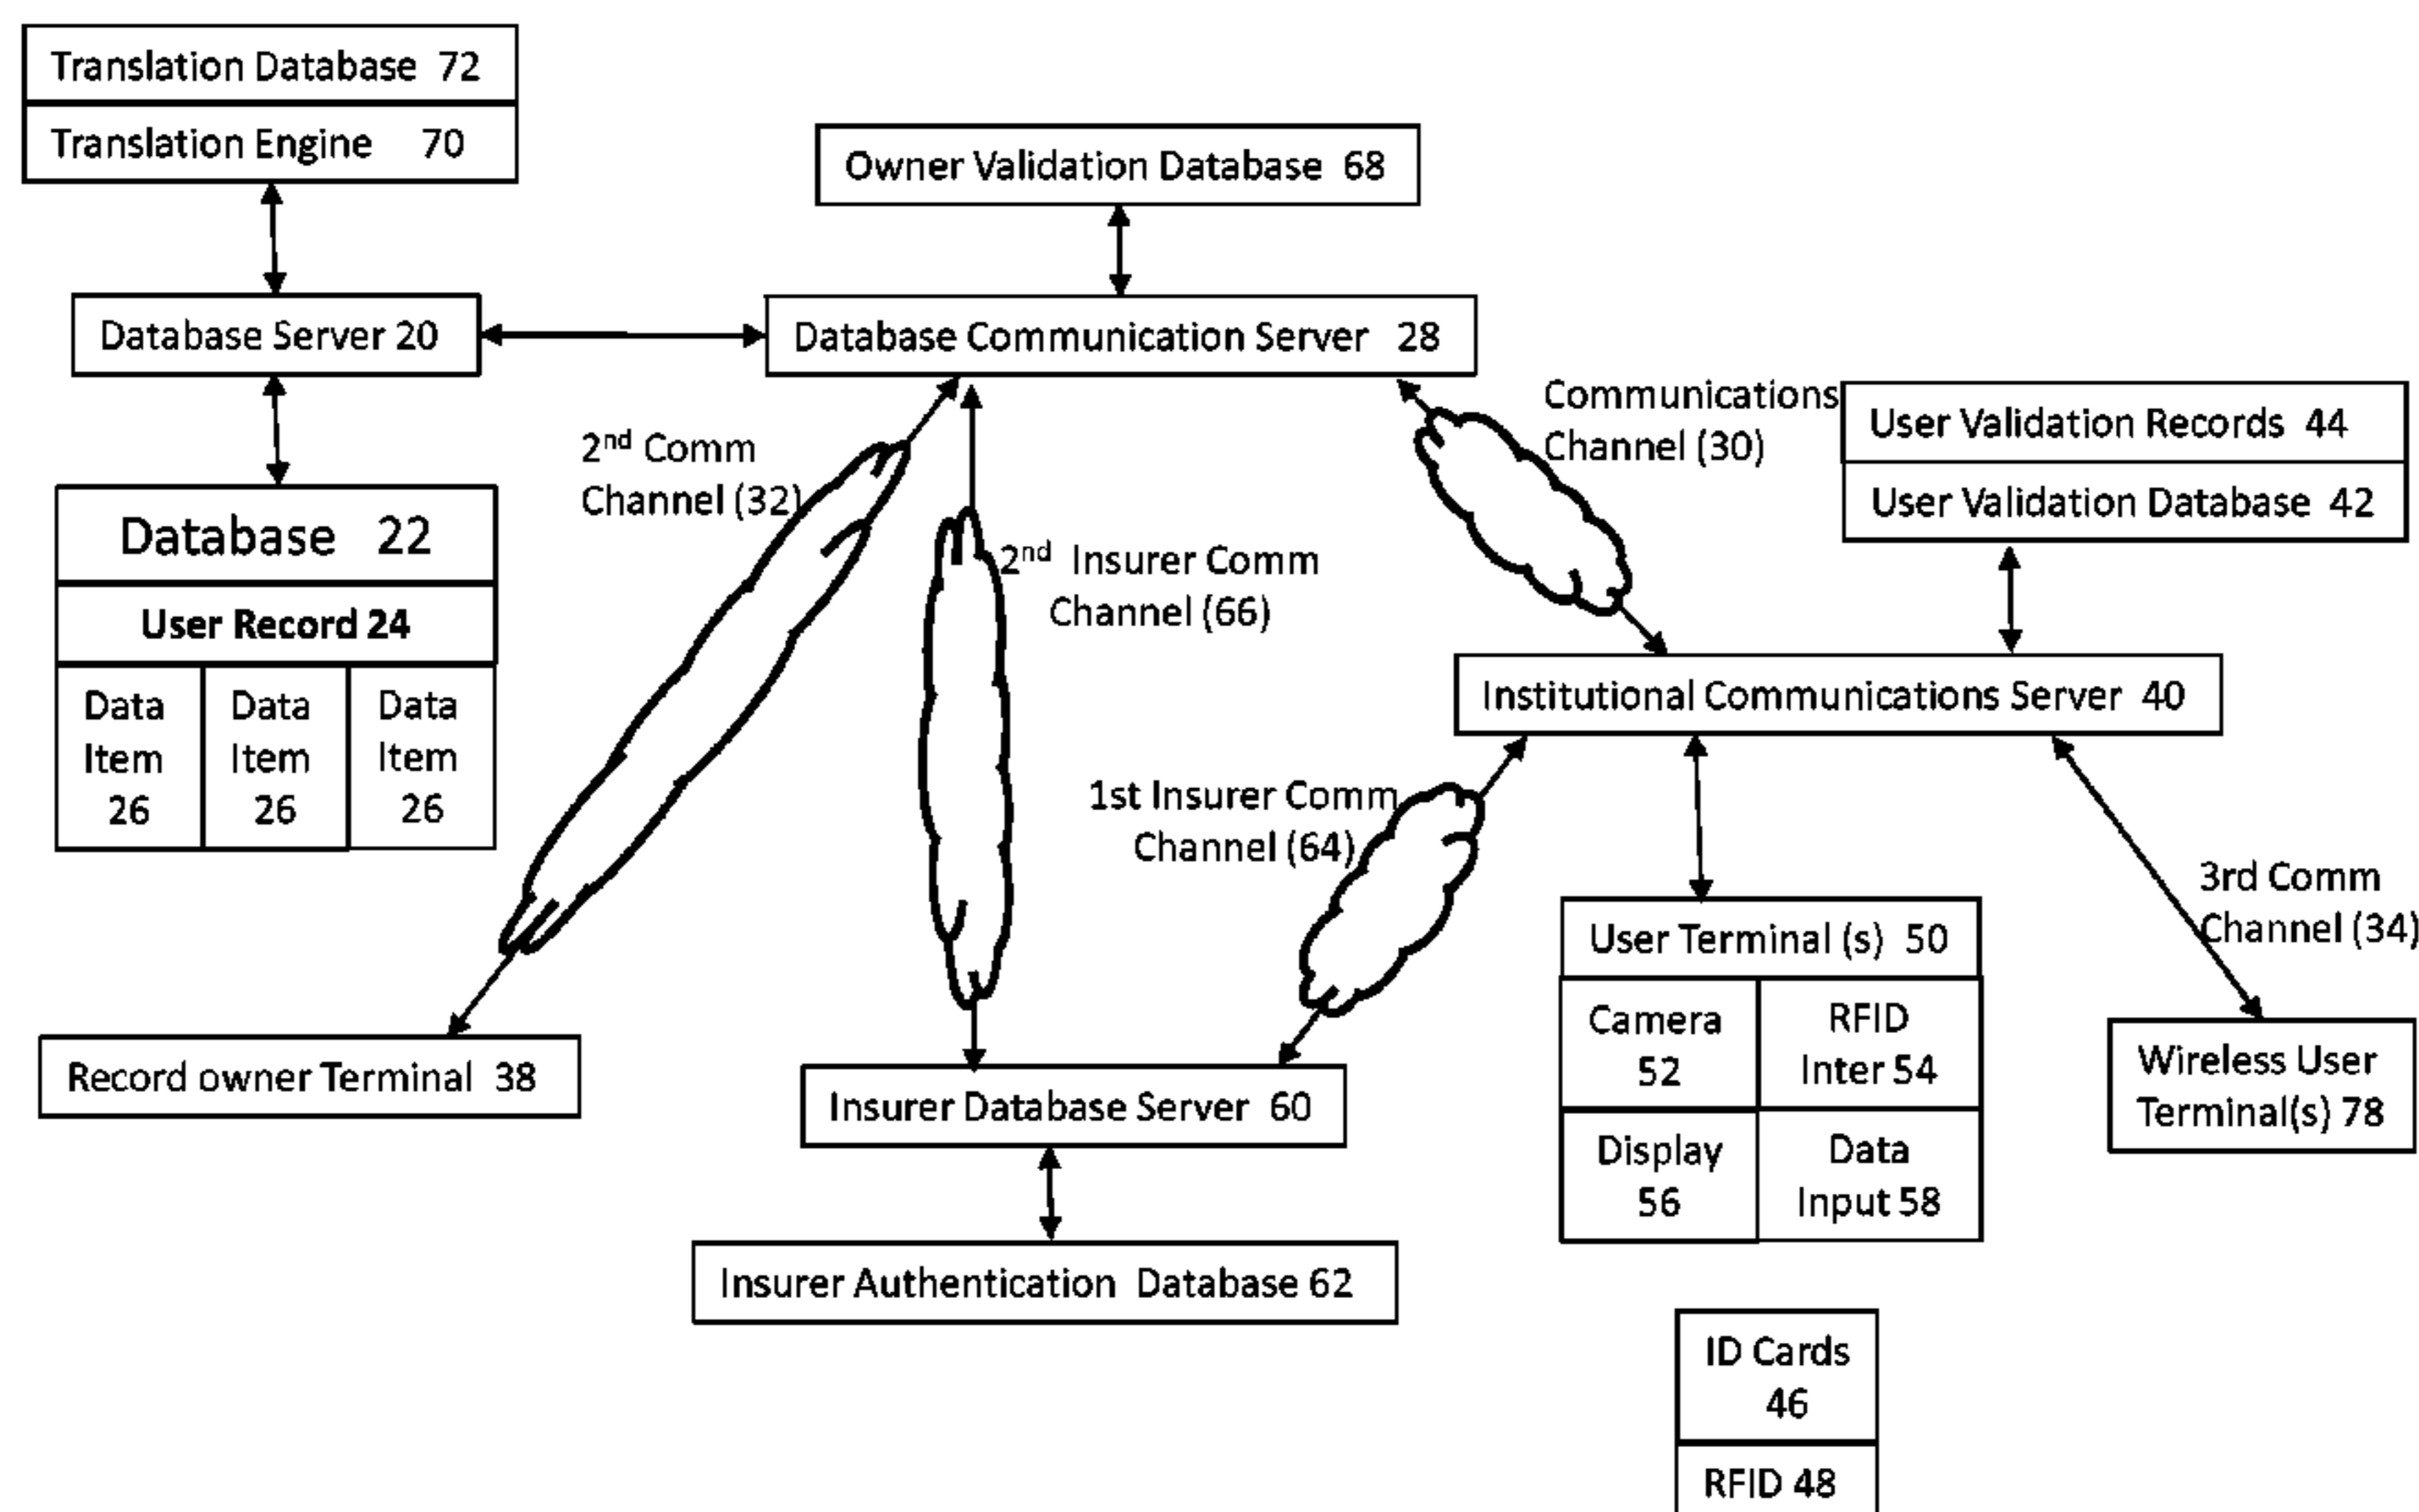 Translation Database 72
Translation Engine 70
Owner Validation Database 68
Database Server 20
Database Communication Server 28
Communications
Channel (30)
User Validation Records 44
User Validation Database 42
2nd Comm
Channel (32)
Database 22
User Record 24
Data
Item
26
Data
Item
26
Data
Item
26
2nd Insurer Comm
Channel (66)
Institutional Communications Server 40
1st Insurer Comm
Channel (64)
3rd Comm
Channel (34)
User Terminal (s) 50
Camera
52
RFID
Inter 54
Display
56
Data
Input 58
Wireless User
Terminal(s) 78
Record owner Terminal 38
Insurer Database Server 60
Insurer Authentication Database 62
ID Cards
46
RFID 48